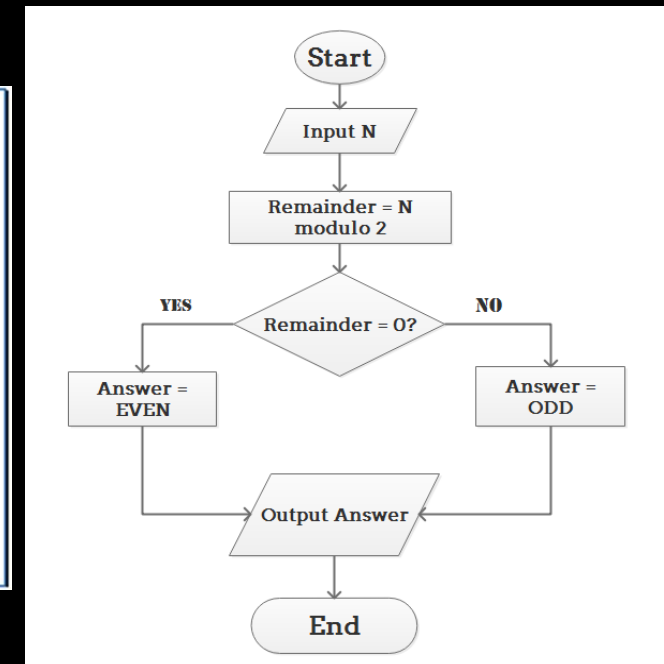 Start
Input N
Remainder = N
modulo 2
YES
NO
Remainder = 0?
Answer =
EVEN
Answer =
ODD
Output Answer
End